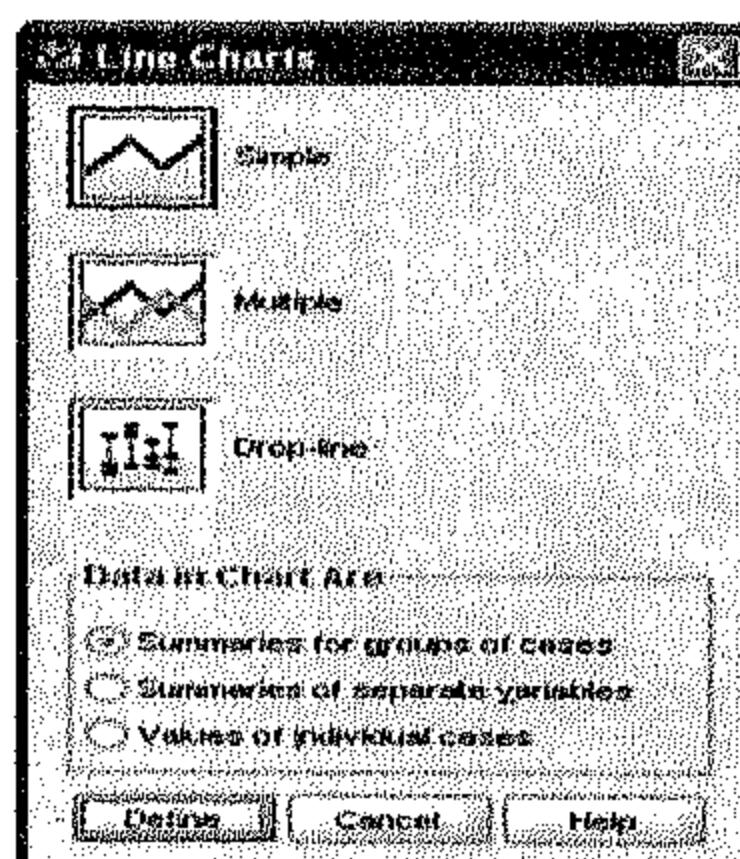 Line Charts
Simple
Multiple
Drop-line
Data in Chart Are
Summaries for groups of cases
Summaries of separate variables
Values of individual cases
Define Cancel Help